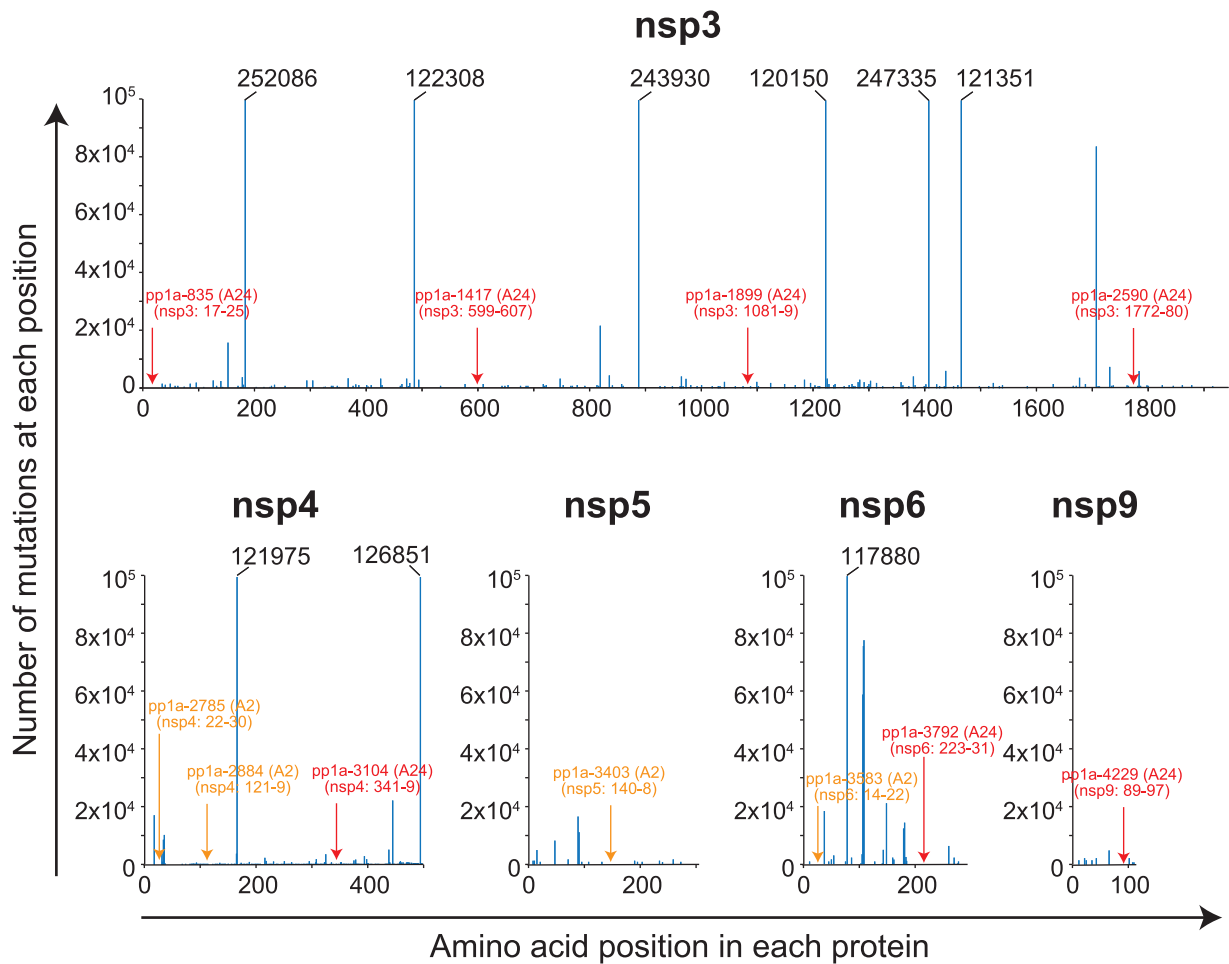 nsp3
252086 122308 243930 120150 247335 121351
10⁵
8x10⁴
6x10⁴
4x10⁴
2x10⁴
0
pp1a-835 (A24)
(nsp3: 17-25)
pp1a-1417 (A24)
(nsp3: 599-607)
pp1a-1899 (A24)
(nsp3: 1081-9)
pp1a-2590 (A24)
(nsp3: 1772-80)
0 200 400 600 800 1000 1200 1400 1600 1800
Number of mutations at each position
nsp4
121975 126851
10⁵
8x10⁴
6x10⁴
4x10⁴
2x10⁴
0
pp1a-2785 (A2)
(nsp4: 22-30)
pp1a-2884 (A2)
(nsp4: 121-9)
pp1a-3104 (A24)
(nsp4: 341-9)
0 200 400
nsp5
10⁵
8x10⁴
6x10⁴
4x10⁴
2x10⁴
0
pp1a-3403 (A2)
(nsp5: 140-8)
0 200
nsp6
117880
10⁵
8x10⁴
6x10⁴
4x10⁴
2x10⁴
0
pp1a-3583 (A2)
(nsp6: 14-22)
pp1a-3792 (A24)
(nsp6: 223-31)
0 200
nsp9
10⁵
8x10⁴
6x10⁴
4x10⁴
2x10⁴
0
pp1a-4229 (A24)
(nsp9: 89-97)
0 100
Amino acid position in each protein